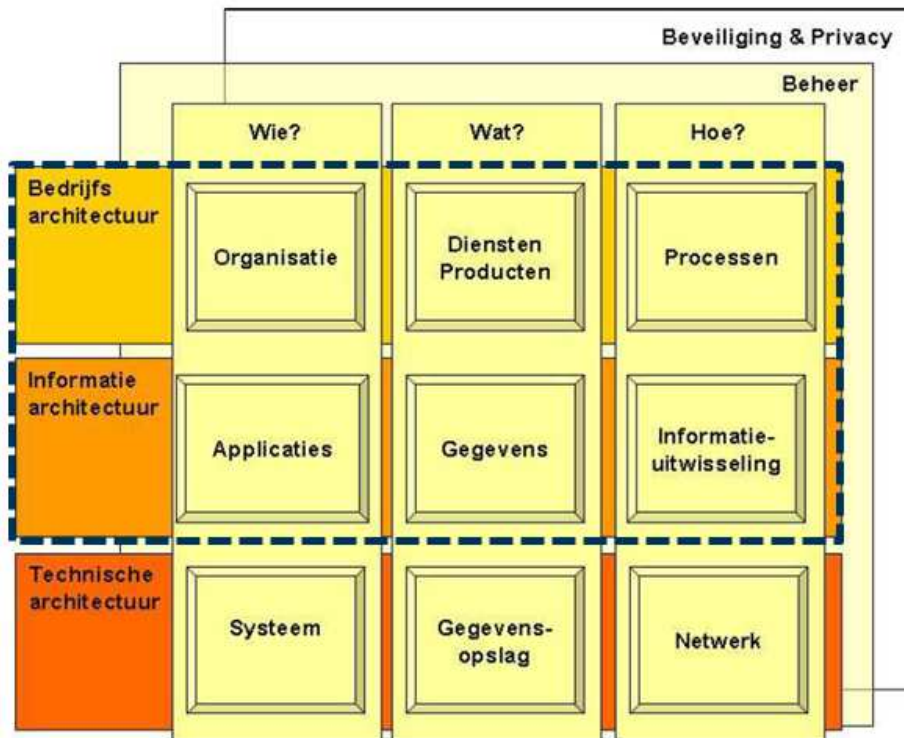 Beveiliging & Privacy
Beheer
Wie?
Wat?
Hoe?
Bedrijfs
architectuur
Organisatie
Diensten
Producten
Processen
Informatie
architectuur
Applicaties
Gegevens
Informatie-
uitwisseling
Technische
architectuur
Systeem
Gegevens-
opslag
Netwerk